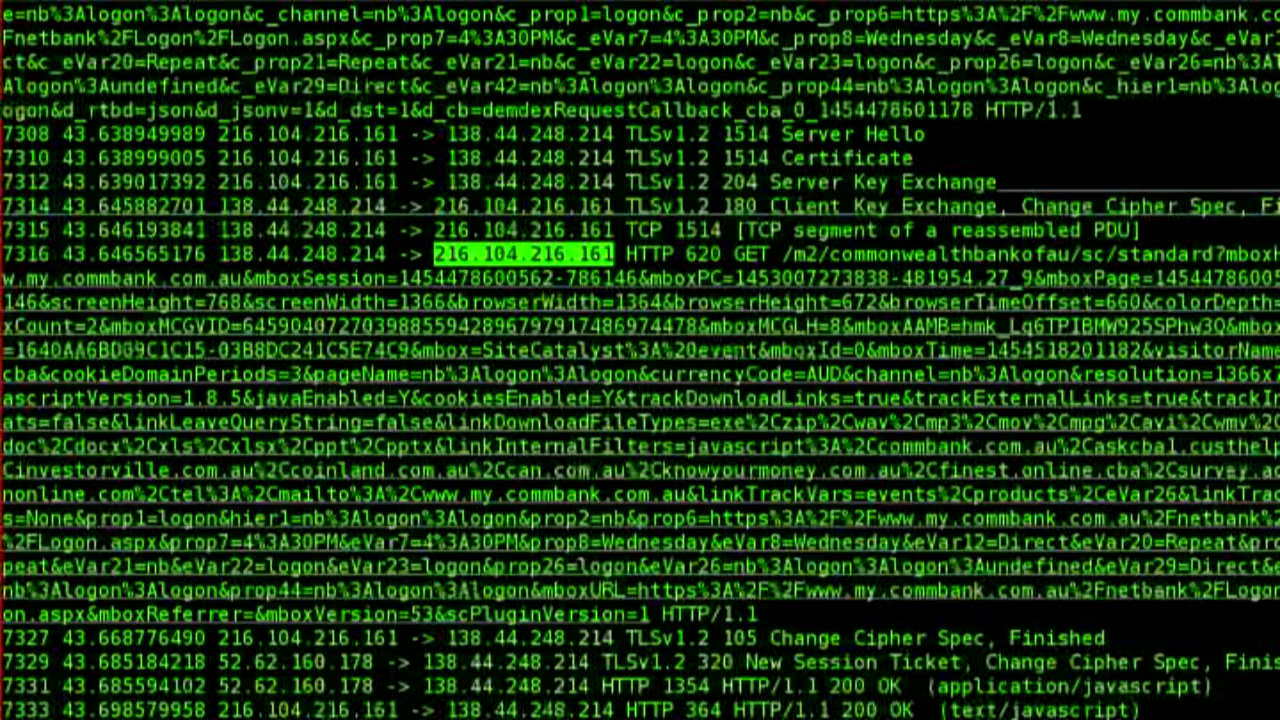 e=nb%3Alogon%3Alogon&c_channel=nb%3Alogon&c_prop1=logon&c_prop2=nb&c_prop6=https%3A%2F%2Fwww.my.commbank.co
Fnetbank%2FLogon%2FLogon.aspx&c_prop7=4%3A30PM&c_eVar7=4%3A30PM&c_prop8=Wednesday&c_eVar8=Wednesday&c_eVar
ct&c_eVar20=Repeat&c_prop21=Repeat&c_eVar21=nb&c_eVar22=logon&c_eVar23=logon&c_prop26=logon&c_eVar26=nb%3Al
Alogon%3Aundefined&c_eVar29=Direct&c_eVar42=nb%3Alogon%3Alogon&c_prop44=nb%3Alogon%3Alogon&c_hier1=nb%3Alog
ogon&d_rtbd=json&d_jsonv=1&d_dst=1&d_cb=demdexRequestCallback_cba_0_1454478601178 HTTP/1.1
7308 43.638949989 216.104.216.161 -> 138.44.248.214 TLSv1.2 1514 Server Hello
7310 43.638999005 216.104.216.161 -> 138.44.248.214 TLSv1.2 1514 Certificate
7312 43.639017392 216.104.216.161 -> 138.44.248.214 TLSv1.2 204 Server Key Exchange
7314 43.645882701 138.44.248.214 -> 216.104.216.161 TLSv1.2 180 Client Key Exchange, Change Cipher Spec, Fi
7315 43.646193841 138.44.248.214 -> 216.104.216.161 TCP 1514 [TCP segment of a reassembled PDU]
7316 43.646565176 138.44.248.214 -> 216.104.216.161 HTTP 620 GET /m2/commonwealthbankofau/sc/standard?mboxH
w.my.commbank.com.au&mboxSession=1454478600562-786146&mboxPC=1453007273838-481954.27_9&mboxPage=14544786005
146&screenHeight=768&screenWidth=1366&browserWidth=1364&browserHeight=672&browserTimeOffset=660&colorDepth=
xCount=2&mboxMCGVID=64590407270398855942896797917486974478&mboxMCGLH=8&mboxAAMB=hmk_Lq6TPIBMW925SPhw3Q&mbox
=1640AA6BD09C1C15-03B8DC241C5E74C9&mbox=SiteCatalyst%3A%20event&mboxId=0&mboxTime=1454518201182&visitorName
cba&cookieDomainPeriods=3&pageName=nb%3Alogon%3Alogon&currencyCode=AUD&channel=nb%3Alogon&resolution=1366x7
ascriptVersion=1.8.5&javaEnabled=Y&cookiesEnabled=Y&trackDownloadLinks=true&trackExternalLinks=true&trackIn
ats=false&linkLeaveQueryString=false&linkDownloadFileTypes=exe%2Czip%2Cwav%2Cmp3%2Cmov%2Cmpg%2Cavi%2Cwmv%2C
doc%2Cdocx%2Cxls%2Cxlsx%2Cppt%2Cpptx&linkInternalFilters=javascript%3A%2Ccommbank.com.au%2Caskcba1.custhelp
Cinvestorville.com.au%2Ccoinland.com.au%2Ccan.com.au%2Cknowyourmoney.com.au%2Cfinest.online.cba%2Csurvey.as
nonline.com%2Ctel%3A%2Cmailto%3A%2Cwww.my.commbank.com.au&linkTrackVars=events%2Cproducts%2CeVar26&linkTrac
s=None&prop1=logon&hier1=nb%3Alogon%3Alogon&prop2=nb&prop6=https%3A%2F%2Fwww.my.commbank.com.au%2Fnetbank%2
%2FLogon.aspx&prop7=4%3A30PM&eVar7=4%3A30PM&prop8=Wednesday&eVar8=Wednesday&eVar12=Direct&eVar20=Repeat&pro
peat&eVar21=nb&eVar22=logon&eVar23=logon&prop26=logon&eVar26=nb%3Alogon%3Alogon%3Aundefined&eVar29=Direct&e
nb%3Alogon%3Alogon&prop44=nb%3Alogon%3Alogon&mboxURL=https%3A%2F%2Fwww.my.commbank.com.au%2Fnetbank%2FLogon
on.aspx&mboxReferrer=&mboxVersion=53&scPluginVersion=1 HTTP/1.1
7327 43.668776490 216.104.216.161 -> 138.44.248.214 TLSv1.2 105 Change Cipher Spec, Finished
7329 43.685184218 52.62.160.178 -> 138.44.248.214 TLSv1.2 320 New Session Ticket, Change Cipher Spec, Finis
7331 43.685594102 52.62.160.178 -> 138.44.248.214 HTTP 1354 HTTP/1.1 200 OK (application/javascript)
7333 43.698579958 216.104.216.161 -> 138.44.248.214 HTTP 364 HTTP/1.1 200 OK (text/javascript)